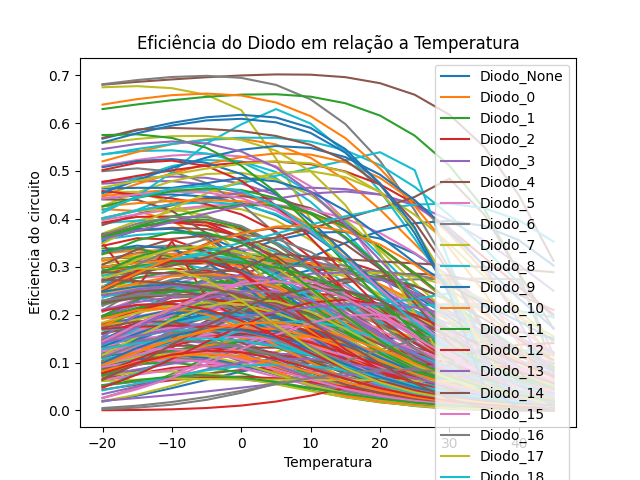 Eficiência do Diodo em relação a Temperatura
Eficiencia do circuito
0.7
0.6
0.5
0.4
0.3
0.2
0.1
0.0
−20
−10
0
10
20
30
40
Temperatura
Diodo_None
Diodo_0
Diodo_1
Diodo_2
Diodo_3
Diodo_4
Diodo_5
Diodo_6
Diodo_7
Diodo_8
Diodo_9
Diodo_10
Diodo_11
Diodo_12
Diodo_13
Diodo_14
Diodo_15
Diodo_16
Diodo_17
Diodo_18